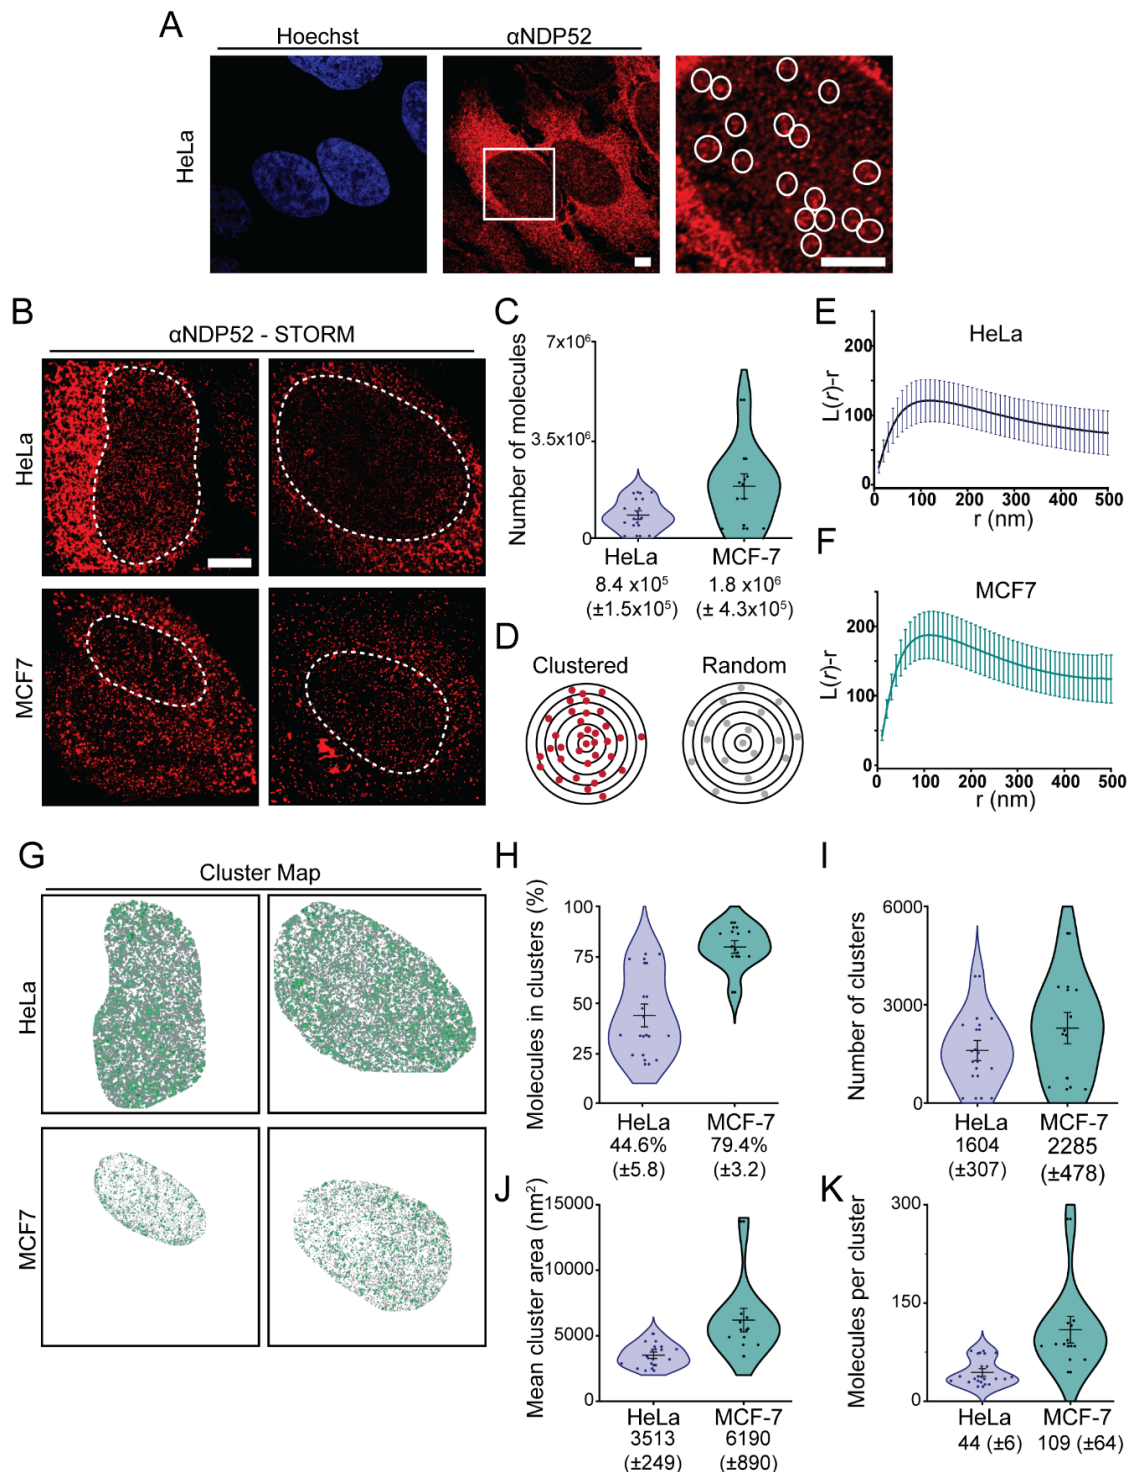 A
Hoechst
αNDP52
HeLa
B
αNDP52 - STORM
HeLa
MCF7
C
Number of molecules
7x10⁶
3.5x10⁶
0
HeLa
MCF-7
8.4 x10⁵
(±1.5x10⁵)
1.8 x10⁶
(± 4.3x10⁵)
D
Clustered
Random
E
HeLa
L(r)-r
200
100
0
0 100 200 300 400 500
r (nm)
F
MCF7
L(r)-r
200
100
0
0 100 200 300 400 500
r (nm)
G
Cluster Map
HeLa
MCF7
H
Molecules in clusters (%)
100
75
50
25
0
HeLa
MCF-7
44.6%
(±5.8)
79.4%
(±3.2)
I
Number of clusters
6000
3000
0
HeLa
MCF-7
1604
(±307)
2285
(±478)
J
Mean cluster area (nm²)
15000
10000
5000
0
HeLa
MCF-7
3513
(±249)
6190
(±890)
K
Molecules per cluster
300
150
0
HeLa
MCF-7
44 (±6)
109 (±64)